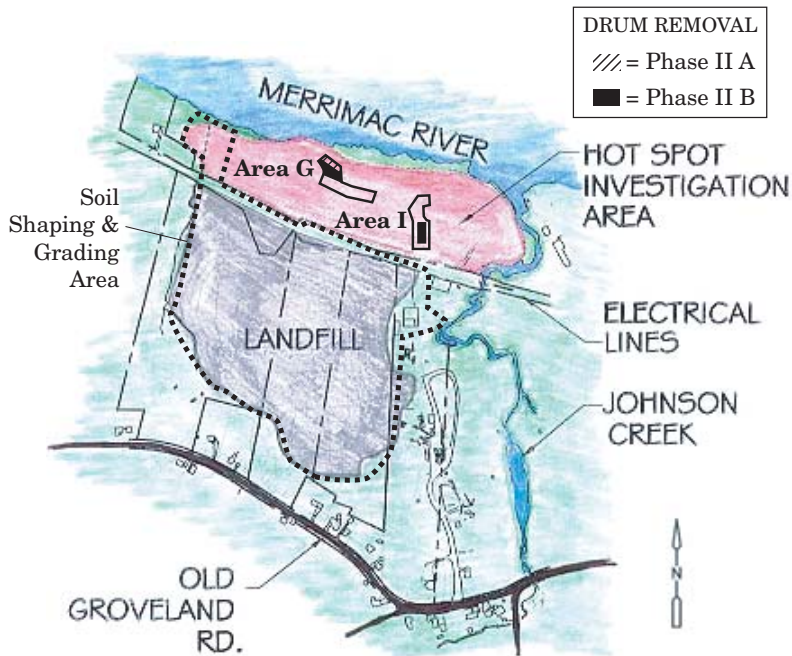 DRUM REMOVAL
= Phase II A
= Phase II B
MERRIMAC RIVER
HOT SPOT
INVESTIGATION
AREA
Area G
Area I
Soil
Shaping &
Grading
Area
LANDFILL
ELECTRICAL
LINES
JOHNSON
CREEK
OLD
GROVELAND
RD.
N